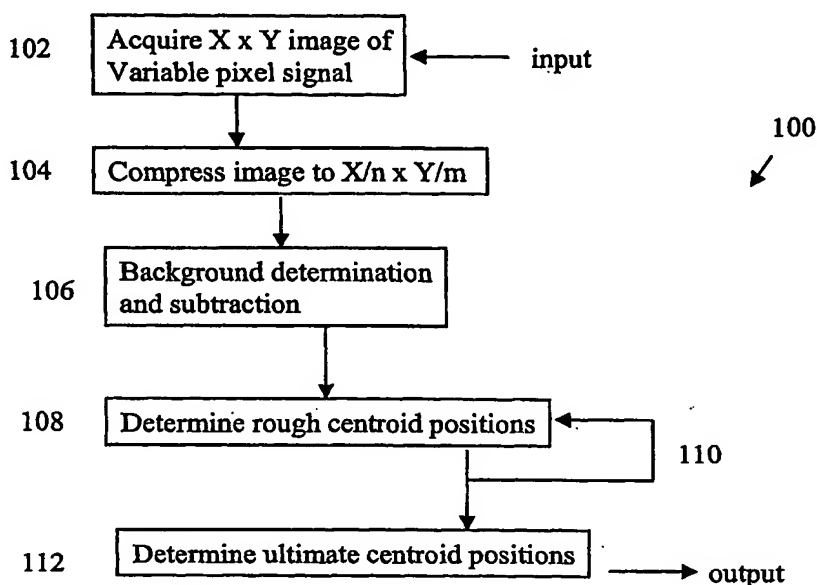 102
Acquire X x Y image of
Variable pixel signal
input
100
104
Compress image to X/n x Y/m
106
Background determination
and subtraction
108
Determine rough centroid positions
110
112
Determine ultimate centroid positions
output